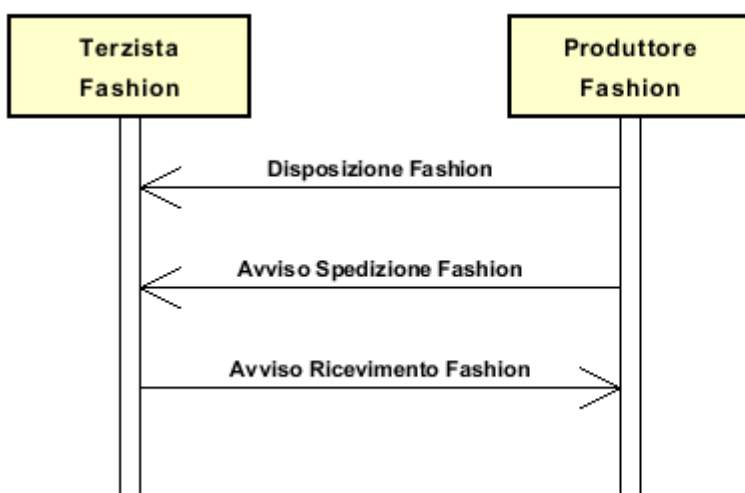 Terzista
Fashion
Produttore
Fashion
Disposizione Fashion
Avviso Spedizione Fashion
Avviso Ricevimento Fashion